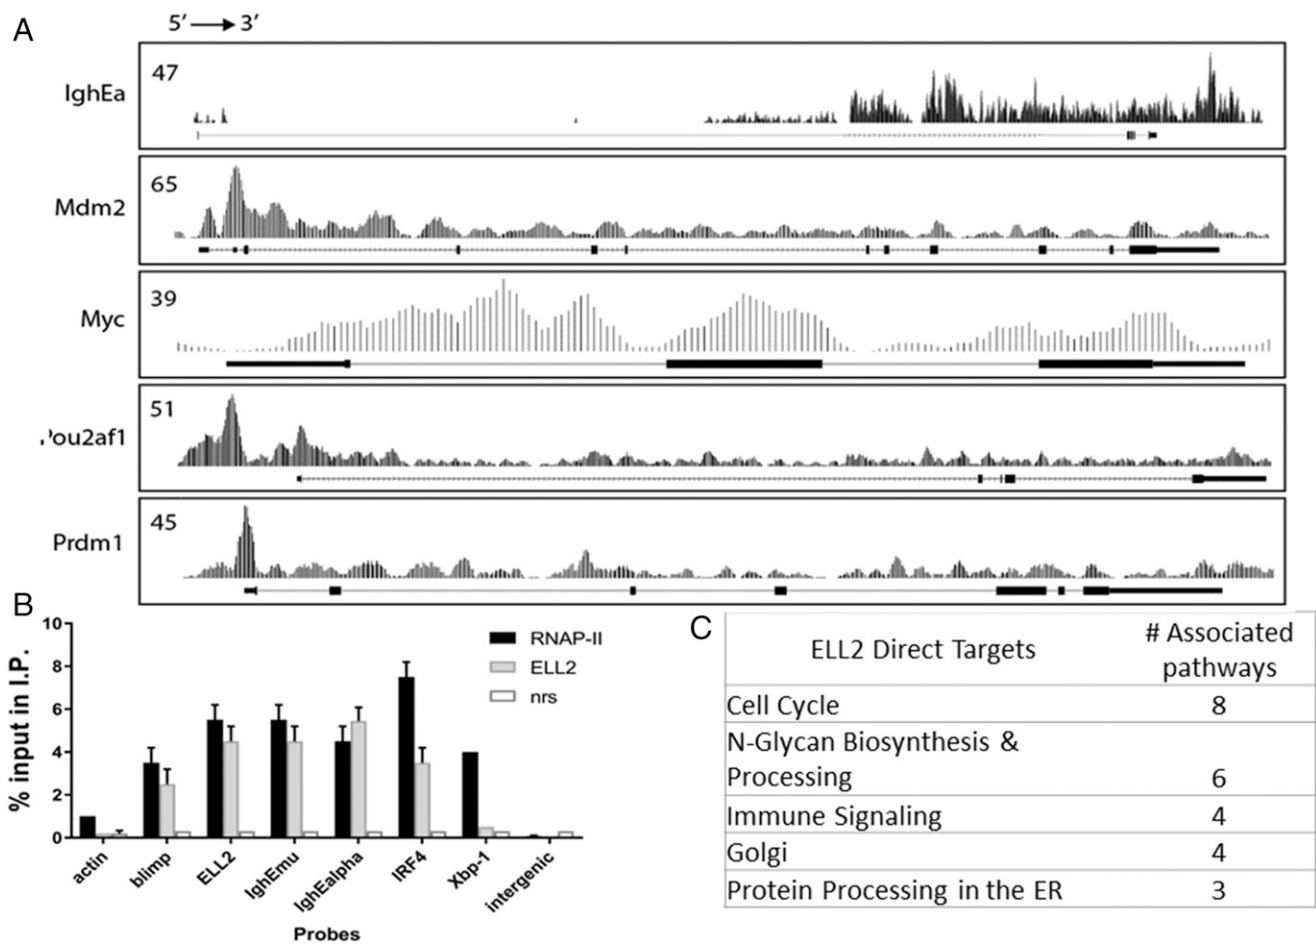 A
5’ 3’
IghEa
47
Mdm2
65
Myc
39
ou2af1
51
Prdm1
45
B
% input in I.P.
10
8
6
4
2
0
RNAP-II
ELL2
nrs
actin
blimp
ELL2
IghEmu
IghEalpha
IRF4
Xbp-1
intergenic
Probes
C
ELL2 Direct Targets # Associated
pathways
Cell Cycle 8
N-Glycan Biosynthesis &
Processing 6
Immune Signaling 4
Golgi 4
Protein Processing in the ER 3